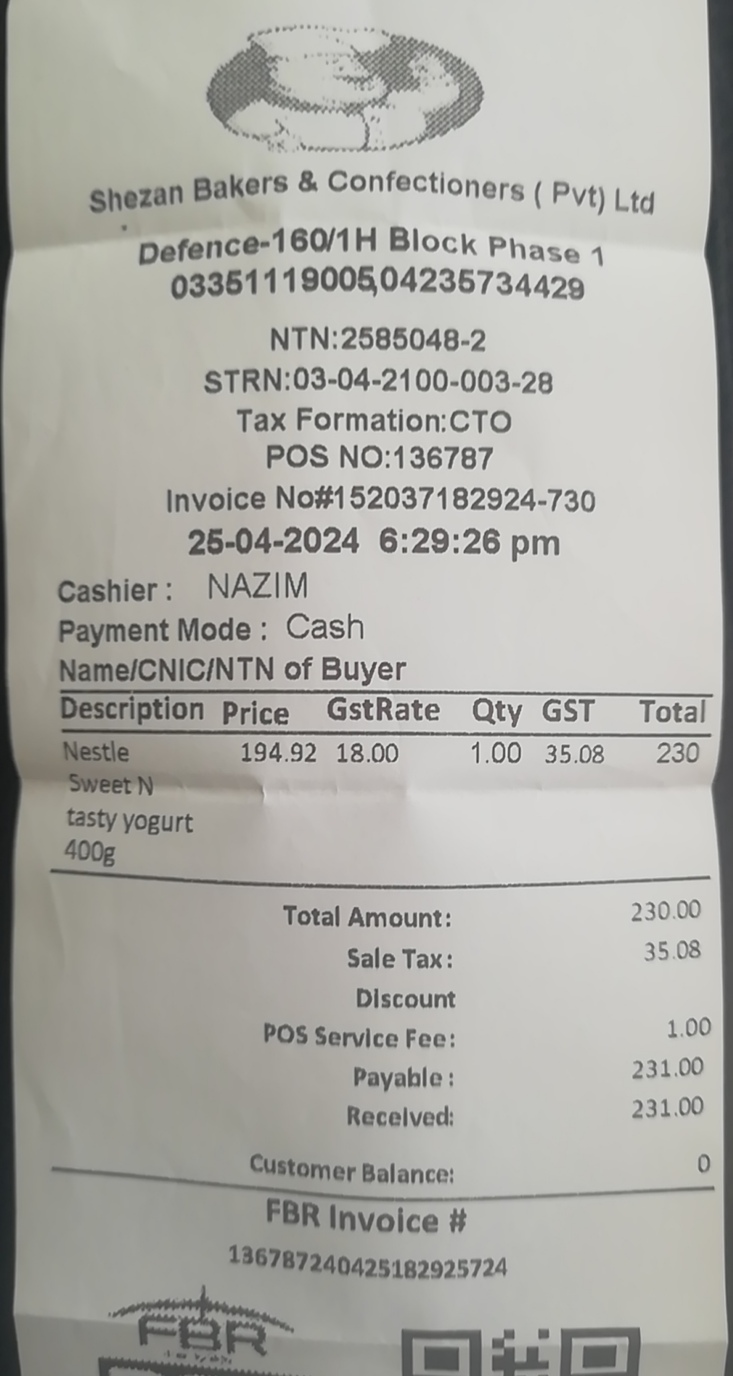 Shezan Bakers & Confectioners ( Pvt) Ltd
Defence-160/1H Block Phase 1
03351119005,04235734429
NTN:2585048-2
STRN:03-04-2100-003-28
Tax Formation:CTO
POS NO:136787
Invoice No#152037182924-730
25-04-2024 6:29:26 pm
Cashier : NAZIM
Payment Mode : Cash
Name/CNIC/NTN of Buyer
Description Price GstRate Qty GST Total
Nestle 194.92 18.00 1.00 35.08 230
Sweet N
tasty yogurt
400g
Total Amount: 230.00
Sale Tax: 35.08
Discount
POS Service Fee: 1.00
Payable : 231.00
Received: 231.00
Customer Balance: 0
FBR Invoice #
136787240425182925724
FBR